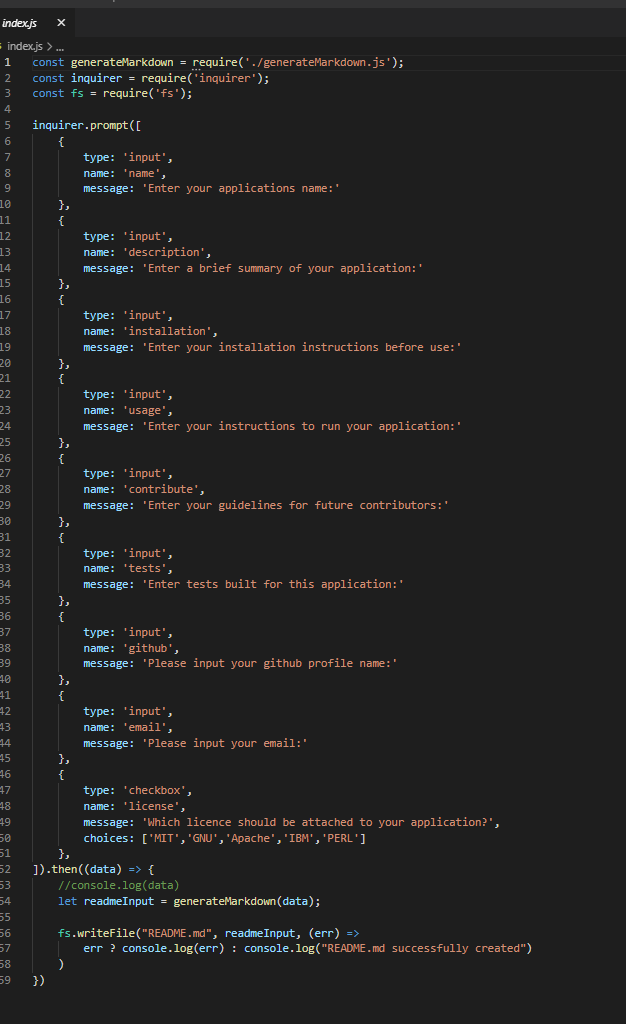 index.js ×
index.js > ...
1 const generateMarkdown = require('./generateMarkdown.js');
2 const inquirer = require('inquirer');
3 const fs = require('fs');
4
5 inquirer.prompt([
6 {
7 type: 'input',
8 name: 'name',
9 message: 'Enter your applications name:'
10 },
11 {
12 type: 'input',
13 name: 'description',
14 message: 'Enter a brief summary of your application:'
15 },
16 {
17 type: 'input',
18 name: 'installation',
19 message: 'Enter your installation instructions before use:'
20 },
21 {
22 type: 'input',
23 name: 'usage',
24 message: 'Enter your instructions to run your application:'
25 },
26 {
27 type: 'input',
28 name: 'contribute',
29 message: 'Enter your guidelines for future contributors:'
30 },
31 {
32 type: 'input',
33 name: 'tests',
34 message: 'Enter tests built for this application:'
35 },
36 {
37 type: 'input',
38 name: 'github',
39 message: 'Please input your github profile name:'
40 },
41 {
42 type: 'input',
43 name: 'email',
44 message: 'Please input your email:'
45 },
46 {
47 type: 'checkbox',
48 name: 'license',
49 message: 'Which licence should be attached to your application?',
50 choices: ['MIT','GNU','Apache','IBM','PERL']
51 },
52 ]).then((data) => {
53 //console.log(data)
54 let readmeInput = generateMarkdown(data);
55
56 fs.writeFile("README.md", readmeInput, (err) =>
57 err ? console.log(err) : console.log("README.md successfully created")
58 )
59 })